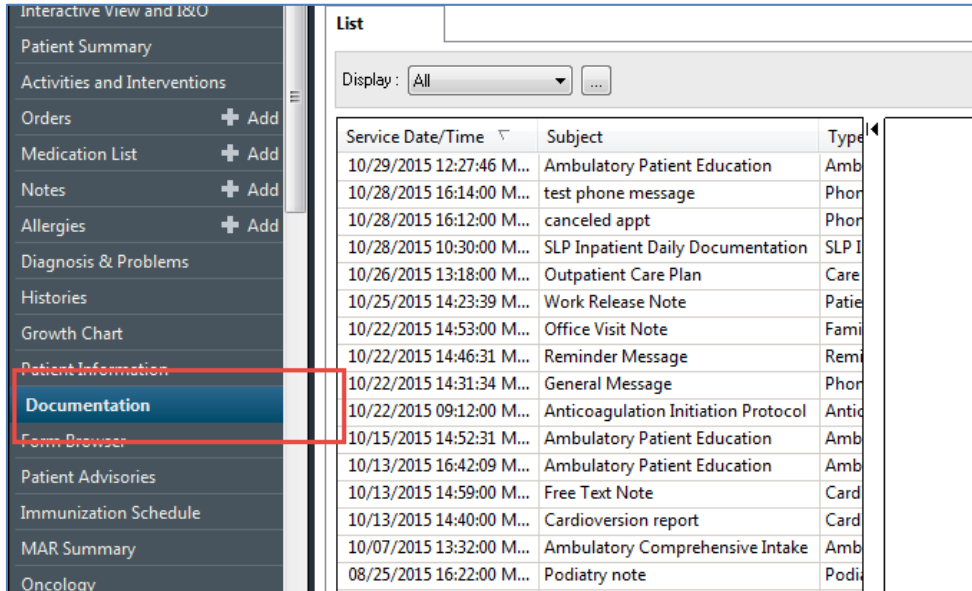 Interactive View and I&O
Patient Summary
Activities and Interventions
Orders + Add
Medication List + Add
Notes + Add
Allergies + Add
Diagnosis & Problems
Histories
Growth Chart
Patient Information
Documentation
Form Browser
Patient Advisories
Immunization Schedule
MAR Summary
Oncology
List
Display : All ...
Service Date/Time Subject Type
10/29/2015 12:27:46 M... Ambulatory Patient Education Amb
10/28/2015 16:14:00 M... test phone message Phor
10/28/2015 16:12:00 M... canceled appt Phor
10/28/2015 10:30:00 M... SLP Inpatient Daily Documentation SLP I
10/26/2015 13:18:00 M... Outpatient Care Plan Care
10/25/2015 14:23:39 M... Work Release Note Patie
10/22/2015 14:53:00 M... Office Visit Note Fami
10/22/2015 14:46:31 M... Reminder Message Remi
10/22/2015 14:31:34 M... General Message Phor
10/22/2015 09:12:00 M... Anticoagulation Initiation Protocol Antic
10/15/2015 14:52:31 M... Ambulatory Patient Education Amb
10/13/2015 16:42:09 M... Ambulatory Patient Education Amb
10/13/2015 14:59:00 M... Free Text Note Card
10/13/2015 14:40:00 M... Cardioversion report Card
10/07/2015 13:32:00 M... Ambulatory Comprehensive Intake Amb
08/25/2015 16:22:00 M... Podiatry note Podi